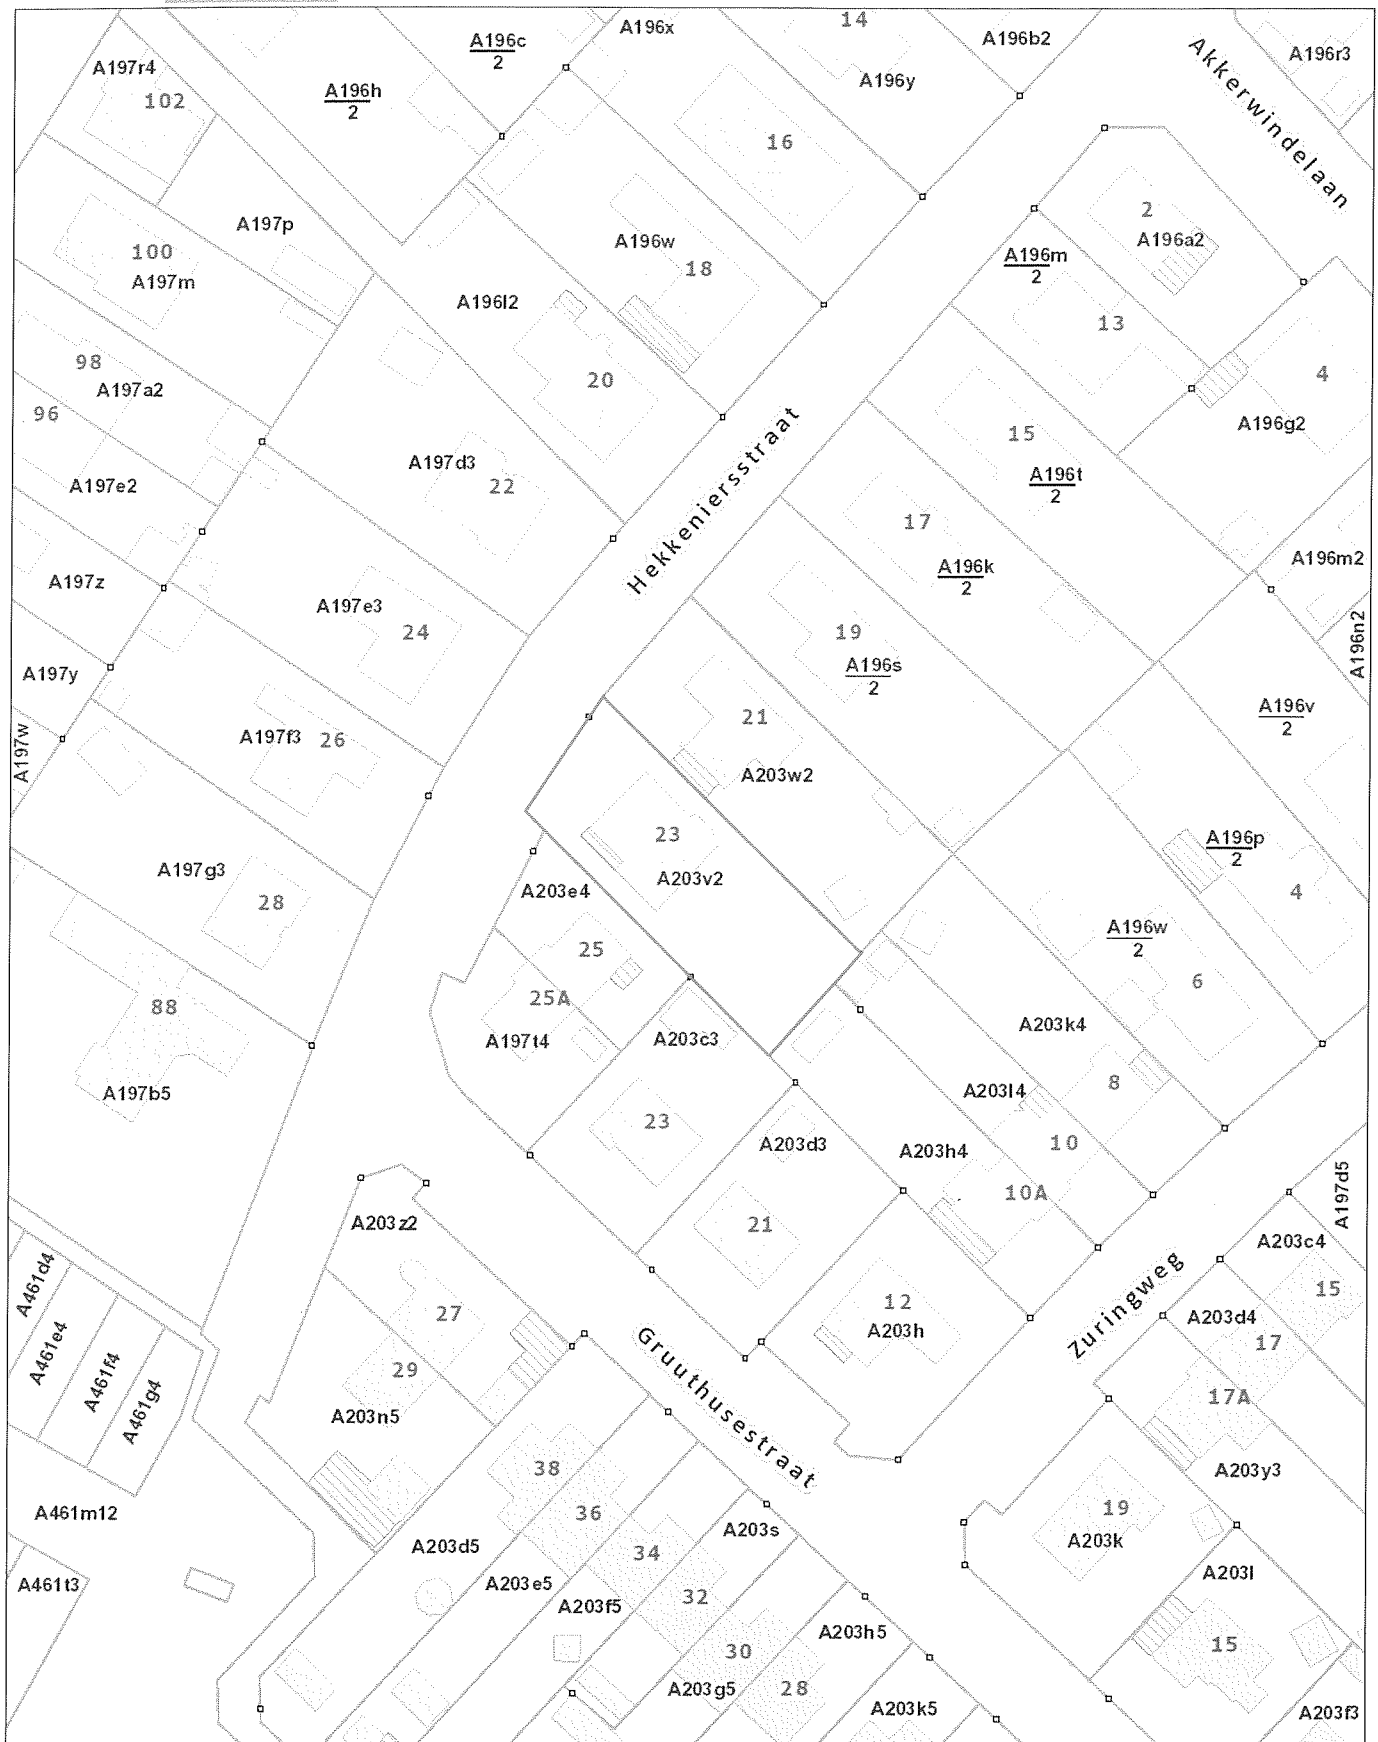 14
A196x
A196c
2
A196b2
A196r3
A197r4
A196y
102
A196h
2
Akkerwindelaan
16
2
A197p
A196w
A196a2
100
A196m
2
A197m
18
A196l2
13
98
20
4
A197a2
96
A196g2
15
A197d3
A196t
2
22
A197e2
Hekkeniersstraat
17
A196k
2
A196m2
A197z
A197e3
24
19
A196n2
A197y
A196s
2
21
A196v
2
A197f3
26
A197w
A203w2
23
A196p
2
A197g3
A203v2
A203e4
28
4
A196w
2
25
6
25A
88
A203k4
A197t4
A203c3
A203l4
8
A197b5
23
A203d3
10
A203h4
10A
A197d5
A203z2
21
A203c4
A461d4
15
Zuringweg
12
27
A203d4
A203h
17
A461e4
29
Gruuthusestraat
A461f4
17A
A461g4
A203n5
38
A203y3
36
19
A461m12
A203s
A203k
A203d5
34
A461t3
A203e5
A203l
32
A203f5
A203h5
30
15
A203g5
28
A203k5
A203f3